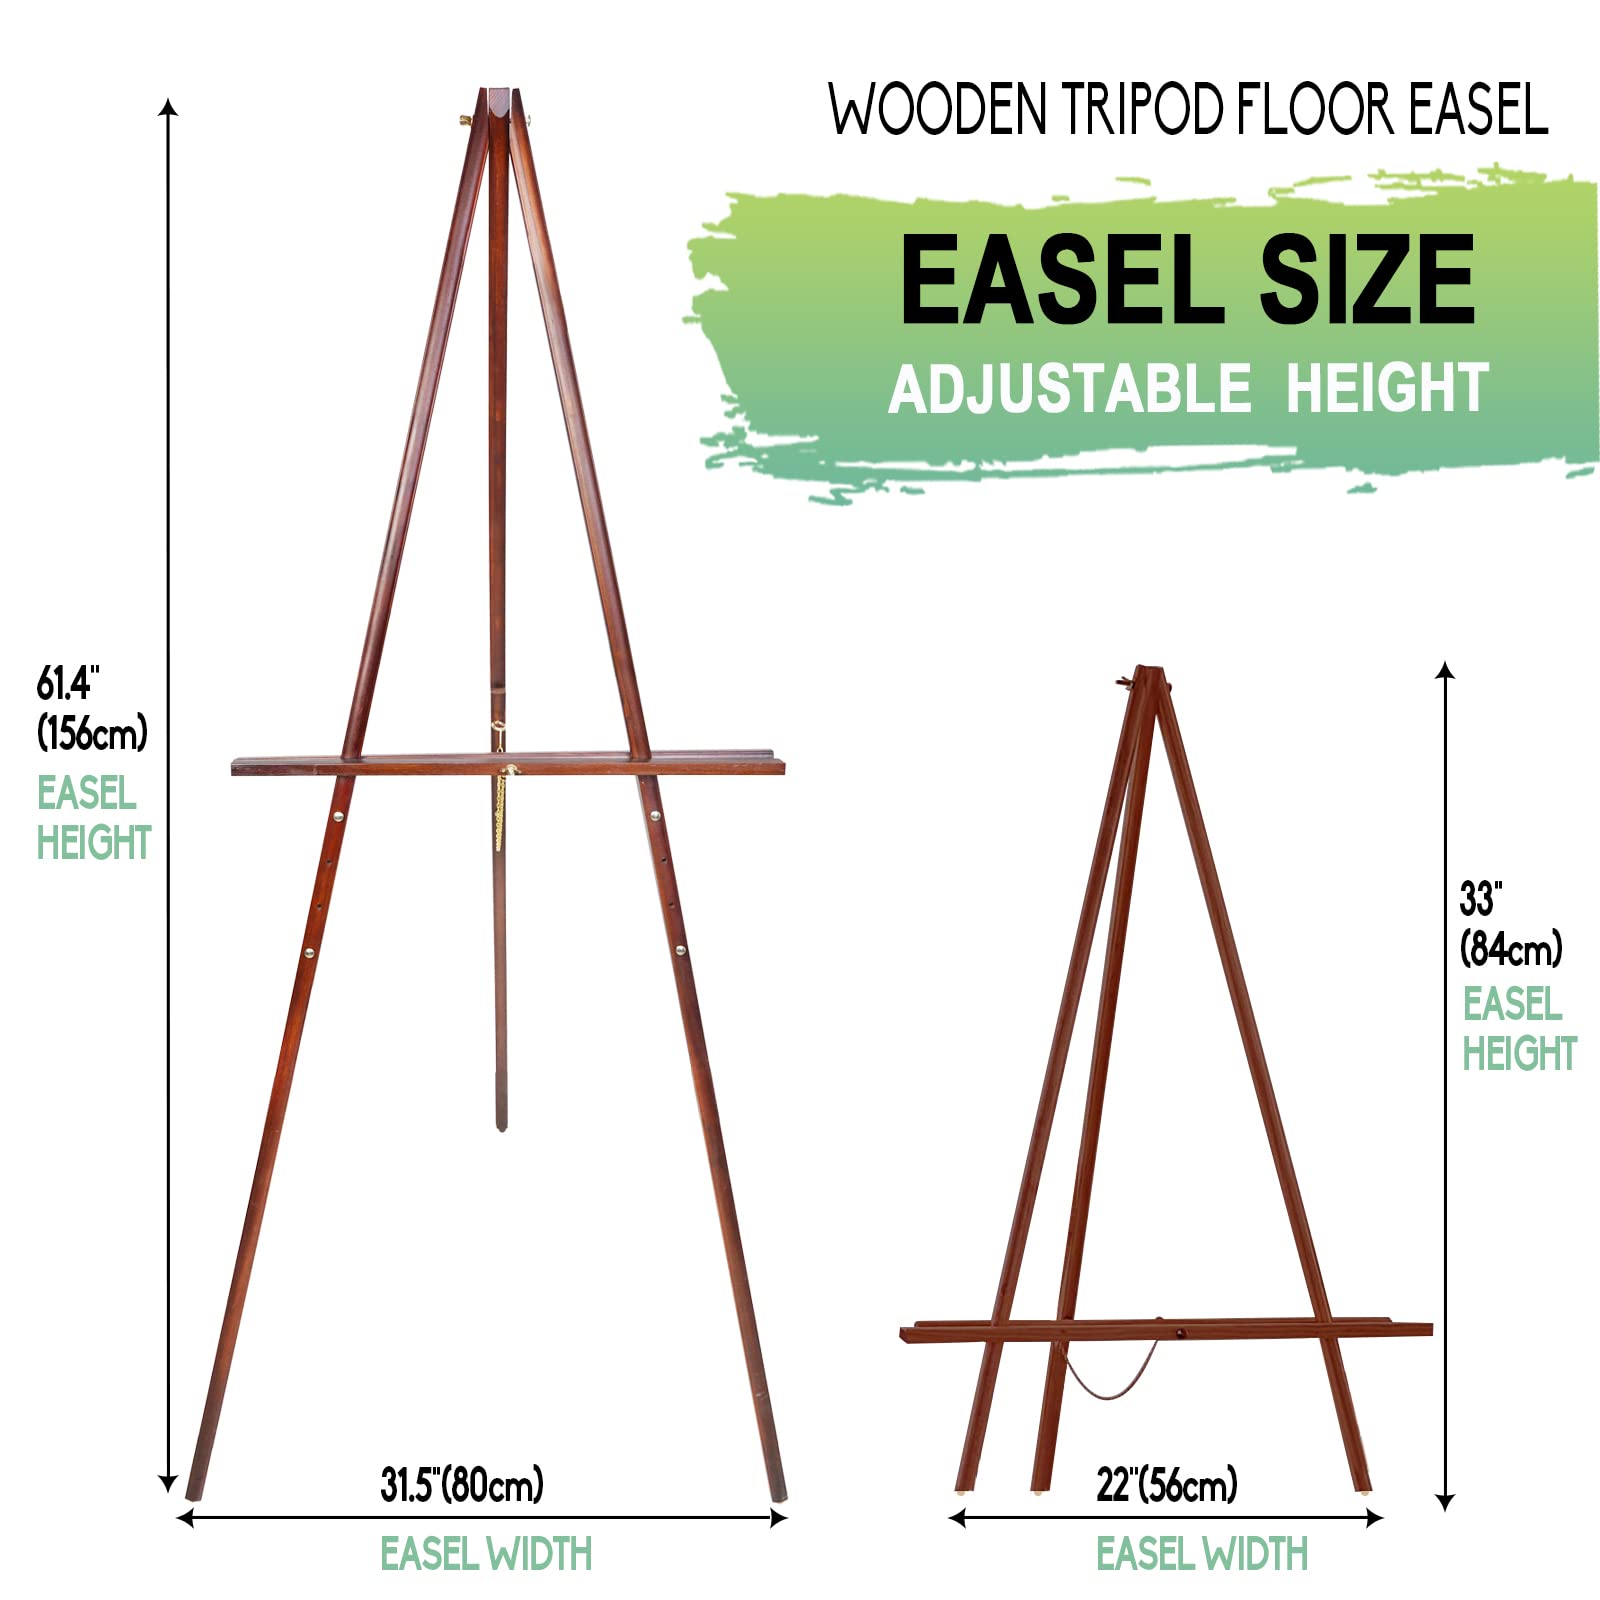 WOODEN TRIPOD FLOOR EASEL
EASEL SIZE
ADJUSTABLE HEIGHT
61.4"
(156cm)
EASEL
HEIGHT
31.5"(80cm)
EASEL WIDTH
33"
(84cm)
EASEL
HEIGHT
22"(56cm)
EASEL WIDTH